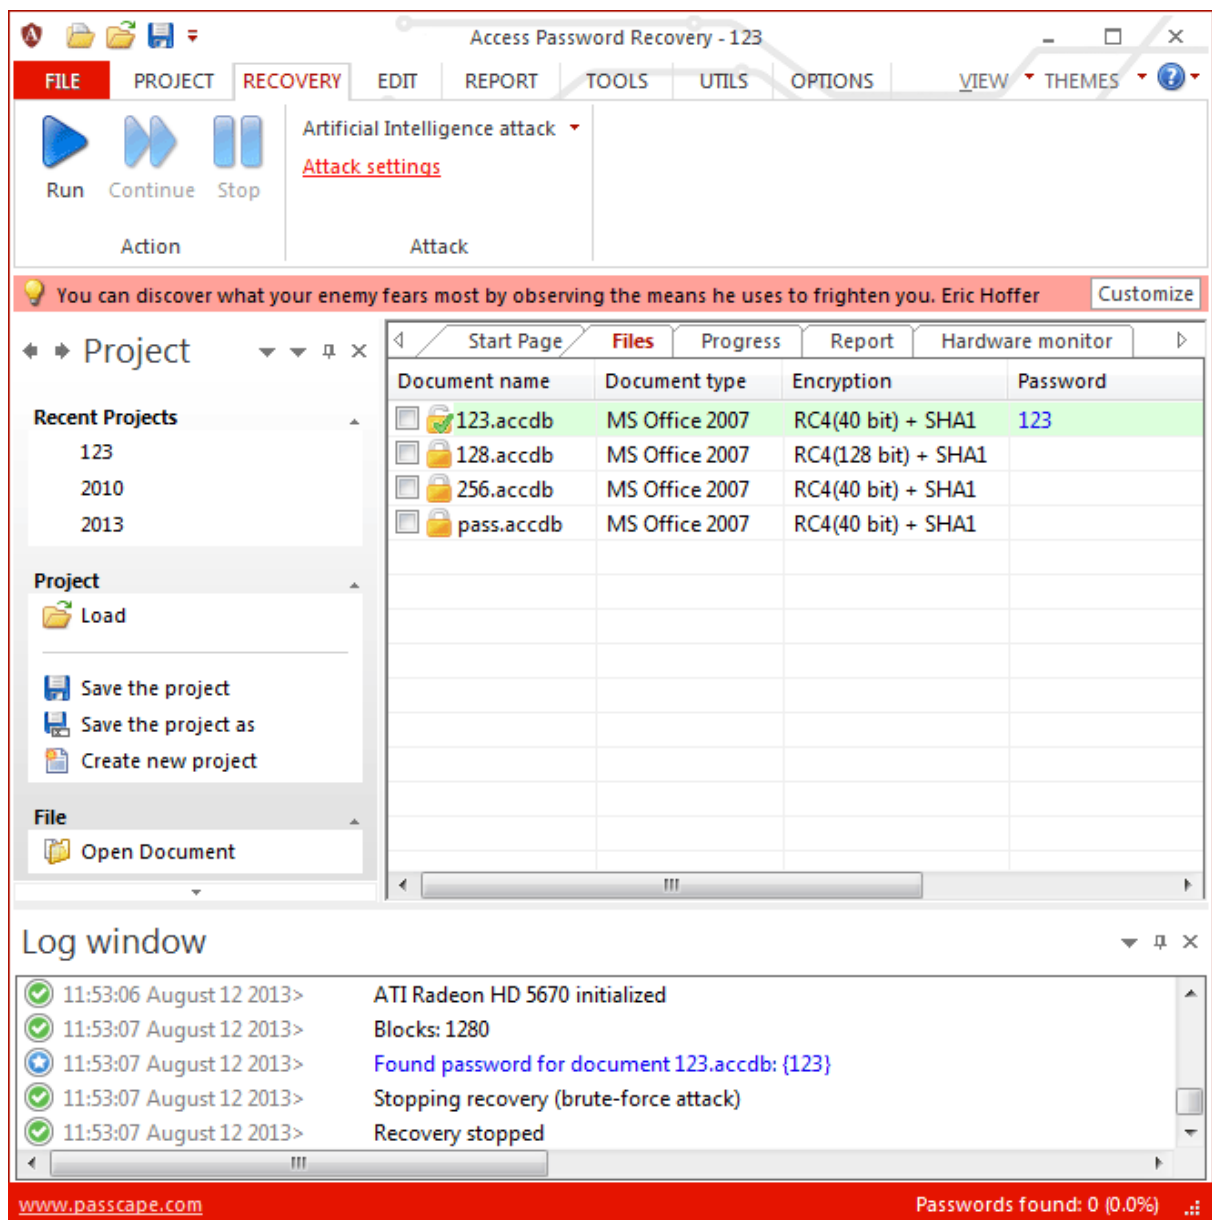 Access Password Recovery - 123
FILE PROJECT RECOVERY EDIT REPORT TOOLS UTILS OPTIONS VIEW THEMES
Artificial Intelligence attack
Attack settings
Run Continue Stop
Action Attack
You can discover what your enemy fears most by observing the means he uses to frighten you. Eric Hoffer Customize
Project
Start Page Files Progress Report Hardware monitor
Document name Document type Encryption Password
Recent Projects
123
2010
2013
123.accdb MS Office 2007 RC4(40 bit) + SHA1 123
128.accdb MS Office 2007 RC4(128 bit) + SHA1
256.accdb MS Office 2007 RC4(40 bit) + SHA1
pass.accdb MS Office 2007 RC4(40 bit) + SHA1
Project
Load
Save the project
Save the project as
Create new project
File
Open Document
Log window
11:53:06 August 12 2013> ATI Radeon HD 5670 initialized
11:53:07 August 12 2013> Blocks: 1280
11:53:07 August 12 2013> Found password for document 123.accdb: {123}
11:53:07 August 12 2013> Stopping recovery (brute-force attack)
11:53:07 August 12 2013> Recovery stopped
www.passcape.com Passwords found: 0 (0.0%)